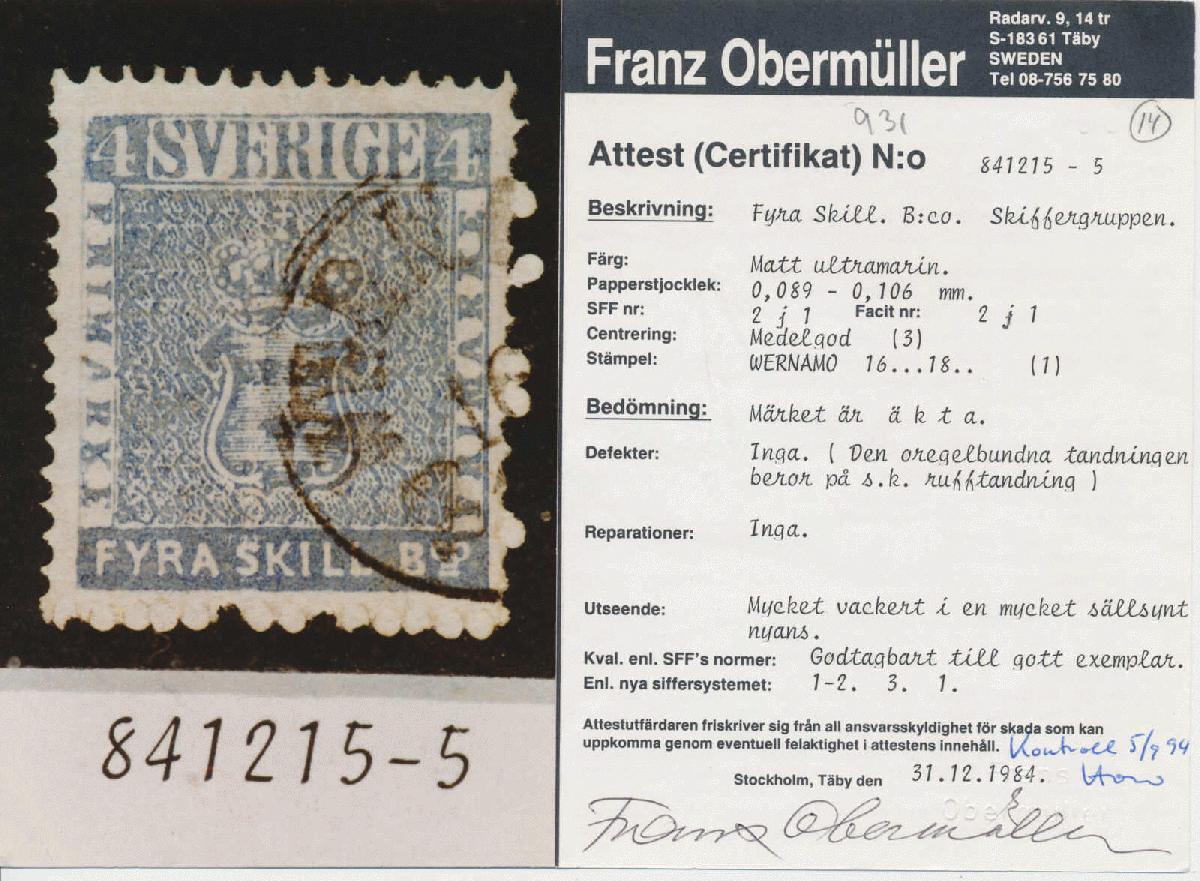 4 SVERIGE 4
FRIMÄRKE
FRIMÄRKE
FYRA SKILL. Bco
841215-5
Franz Obermüller
Radarv. 9, 14 tr
S-183 61 Täby
SWEDEN
Tel 08-756 75 80
931
14
Attest (Certifikat) N:o 841215 - 5
Beskrivning: Fyra Skill. B:co. Skiffergruppen.
Färg: Matt ultramarin.
Papperstjocklek: 0,089 - 0,106 mm.
SFF nr: 2 j 1 Facit nr: 2 j 1
Centrering: Medelgod (3)
Stämpel: WERNAMO 16...18.. (1)
Bedömning: Märket är ä k t a.
Defekter: Inga. ( Den oregelbundna tandningen
beror på s.k. rufftandning )
Reparationer: Inga.
Utseende: Mycket vackert i en mycket sällsynt
nyans.
Kval. enl. SFF's normer: Godtagbart till gott exemplar.
Enl. nya siffersystemet: 1-2. 3. 1.
Attestutfärdaren friskriver sig från all ansvarsskyldighet för skada som kan
uppkomma genom eventuell felaktighet i attestens innehåll. Kontroll 5/9 94
Stockholm, Täby den 31.12.1984.
Franz Obermüller